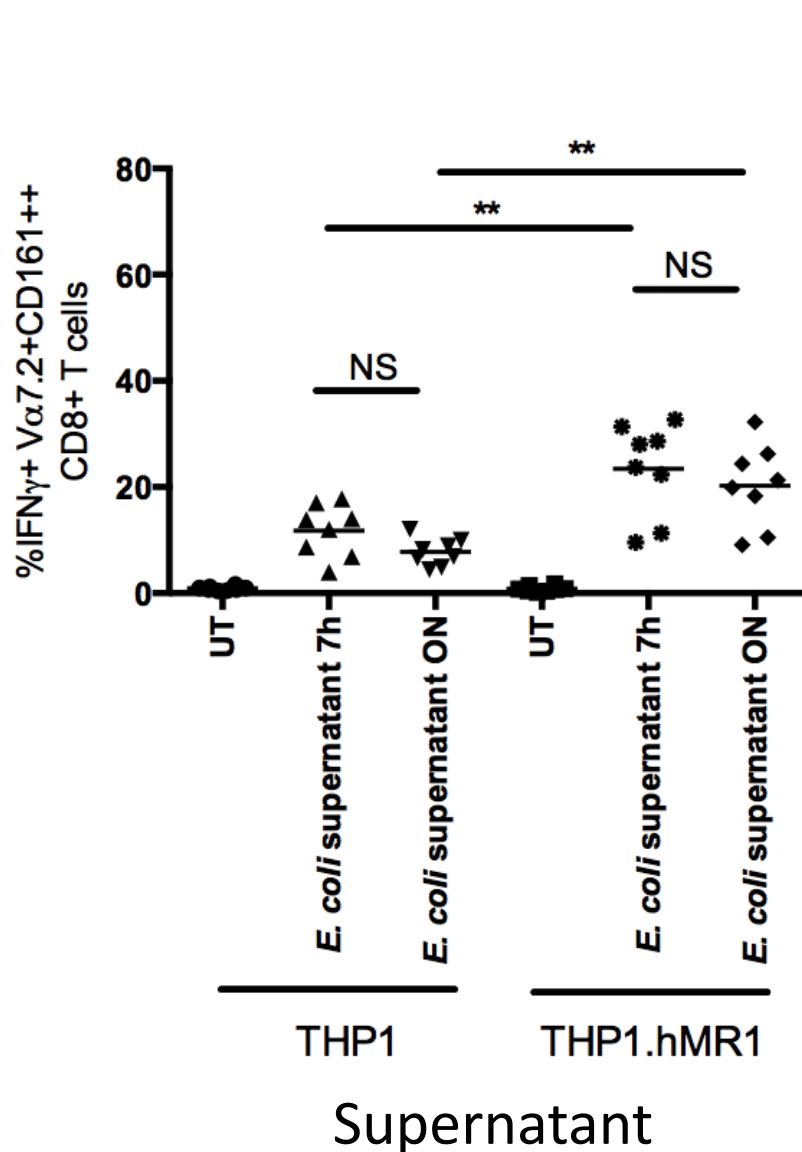 %IFNγ+ Vα7.2+CD161++
CD8+ T cells
80
60
40
20
0
**
**
NS
NS
UT
E. coli supernatant 7h
E. coli supernatant ON
UT
E. coli supernatant 7h
E. coli supernatant ON
THP1
THP1.hMR1
Supernatant